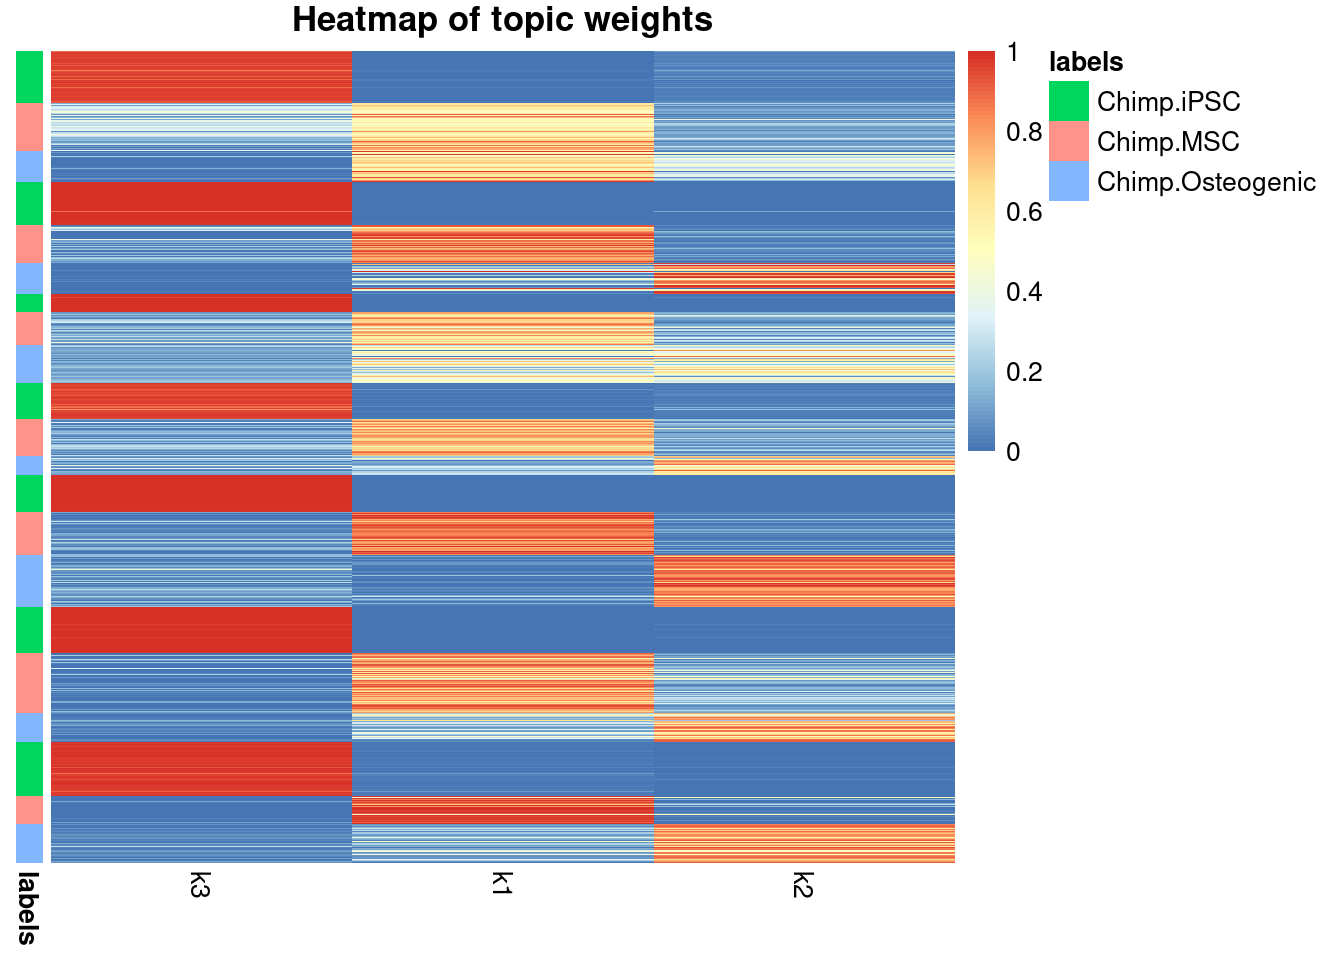 Heatmap of topic weights
1
0.8
0.6
0.4
0.2
0
labels
Chimp.iPSC
Chimp.MSC
Chimp.Osteogenic
labels
k3
k1
k2